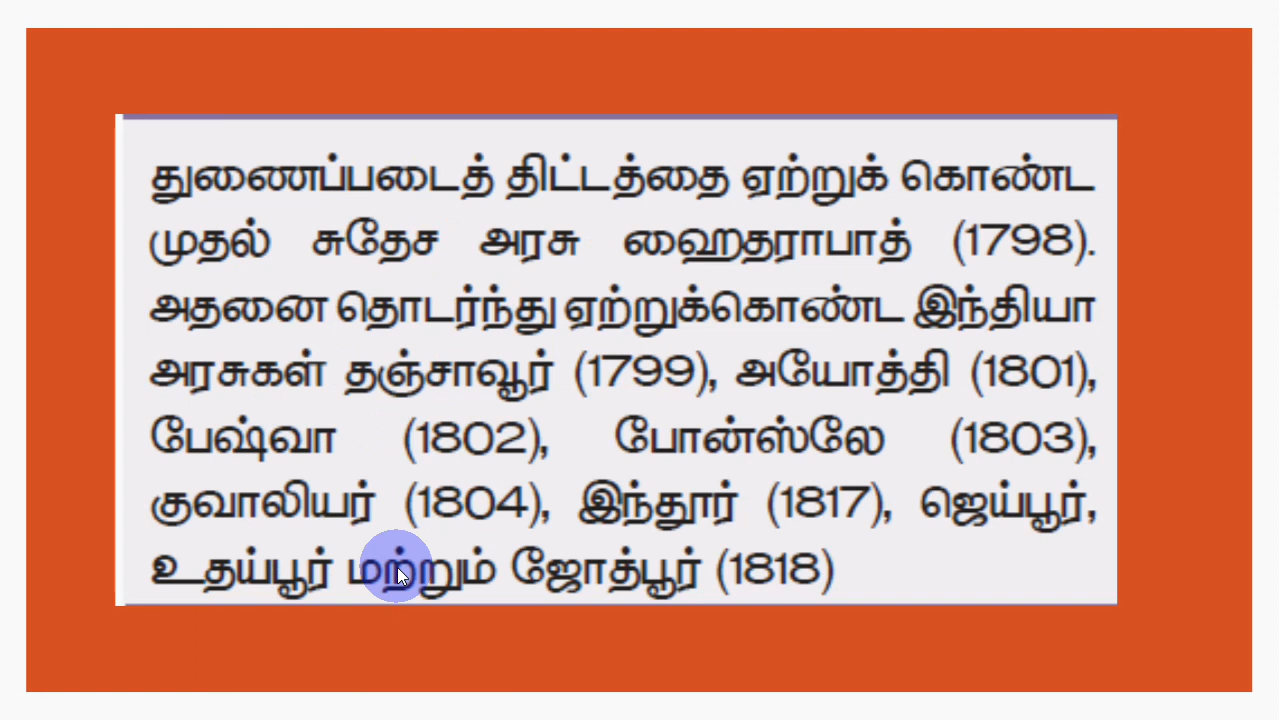 துணைப்படைத் திட்டத்தை ஏற்றுக் கொண்ட
முதல் சுதேச அரசு ஹைதராபாத் (1798).
அதனை தொடர்ந்து ஏற்றுக்கொண்ட இந்தியா
அரசுகள் தஞ்சாவூர் (1799), அயோத்தி (1801),
பேஷ்வா (1802), போன்ஸ்லே (1803),
குவாலியர் (1804), இந்தூர் (1817), ஜெய்பூர்,
உதய்பூர் மற்றும் ஜோத்பூர் (1818)